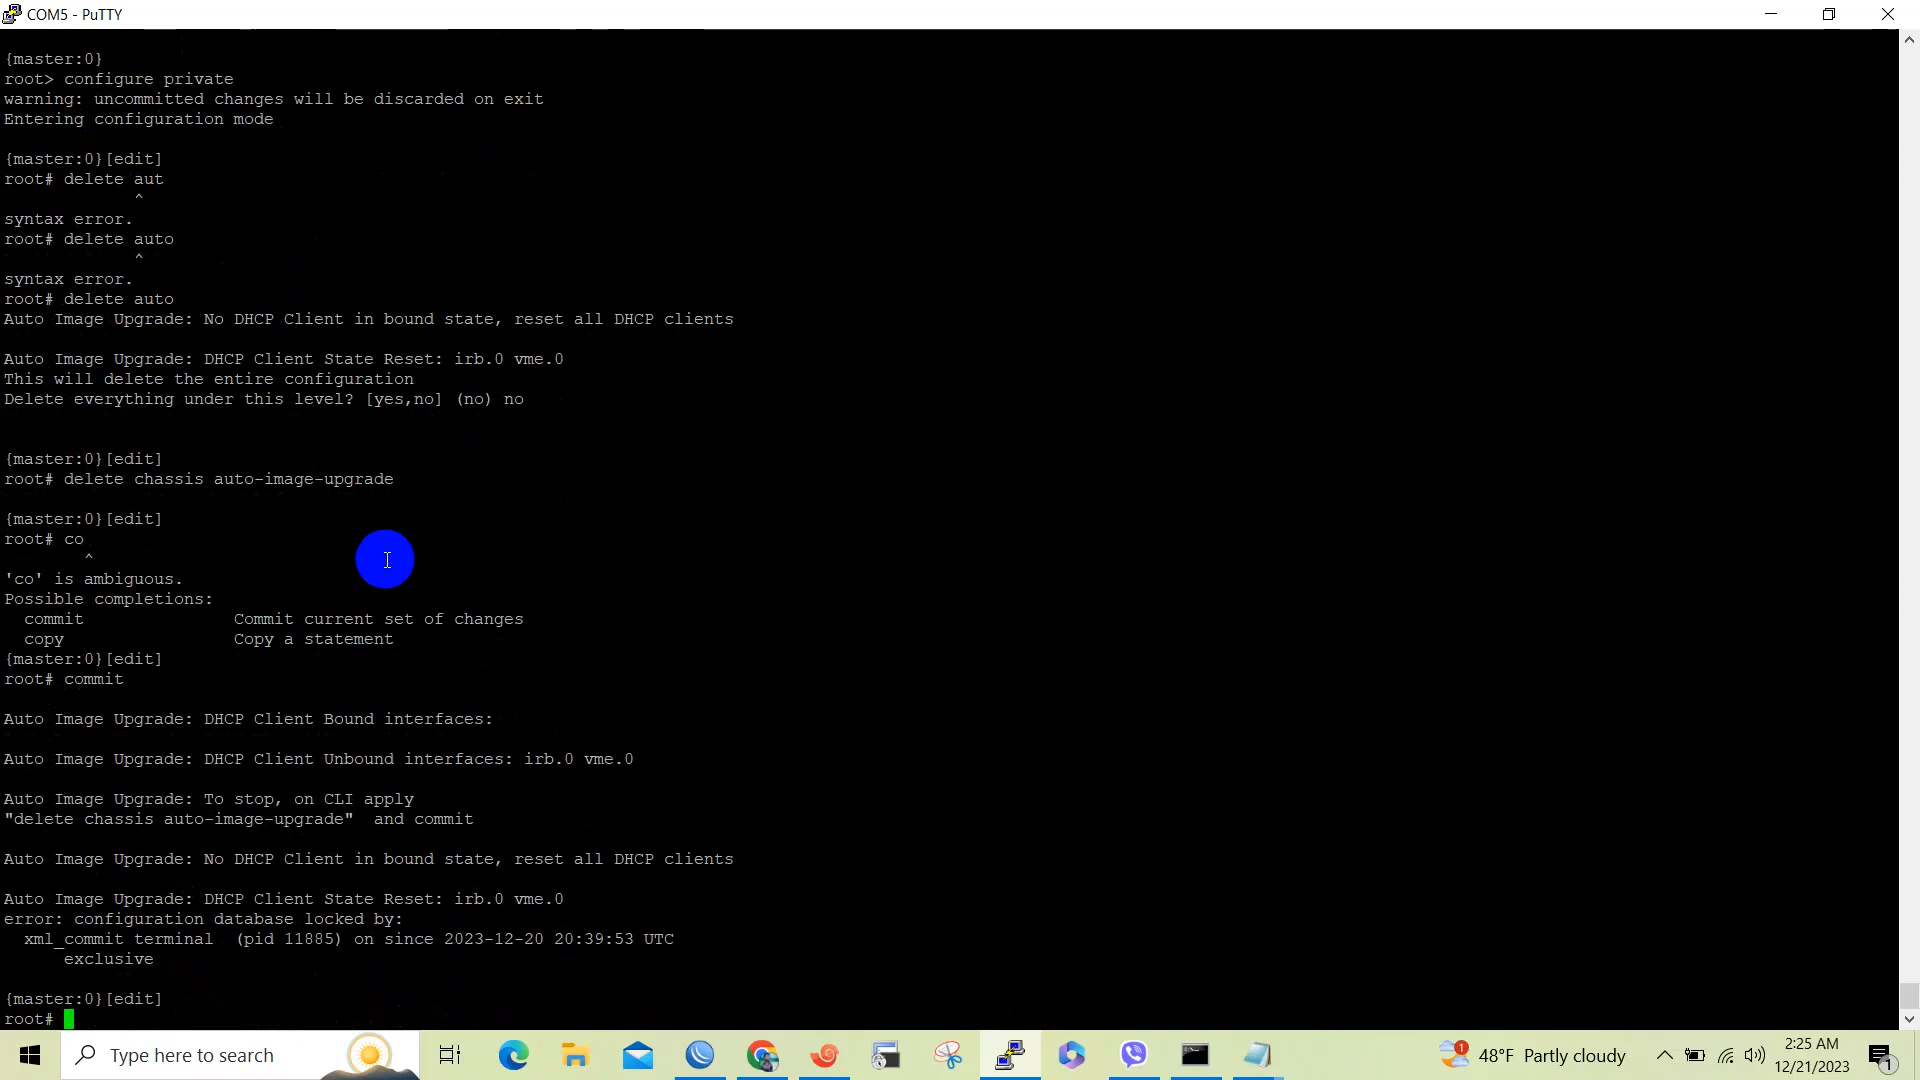 COM5 - PuTTY
{master:0}
root> configure private
warning: uncommitted changes will be discarded on exit
Entering configuration mode
{master:0}[edit]
root# delete aut
^
syntax error.
root# delete auto
^
syntax error.
root# delete auto
Auto Image Upgrade: No DHCP Client in bound state, reset all DHCP clients
Auto Image Upgrade: DHCP Client State Reset: irb.0 vme.0
This will delete the entire configuration
Delete everything under this level? [yes,no] (no) no
{master:0}[edit]
root# delete chassis auto-image-upgrade
{master:0}[edit]
root# co
^
'co' is ambiguous.
Possible completions:
commit Commit current set of changes
copy Copy a statement
{master:0}[edit]
root# commit
Auto Image Upgrade: DHCP Client Bound interfaces:
Auto Image Upgrade: DHCP Client Unbound interfaces: irb.0 vme.0
Auto Image Upgrade: To stop, on CLI apply
"delete chassis auto-image-upgrade"  and commit
Auto Image Upgrade: No DHCP Client in bound state, reset all DHCP clients
Auto Image Upgrade: DHCP Client State Reset: irb.0 vme.0
error: configuration database locked by:
xml_commit terminal  (pid 11885) on since 2023-12-20 20:39:53 UTC
exclusive
{master:0}[edit]
root#
Type here to search
1
48°F Partly cloudy
2:25 AM
12/21/2023
1